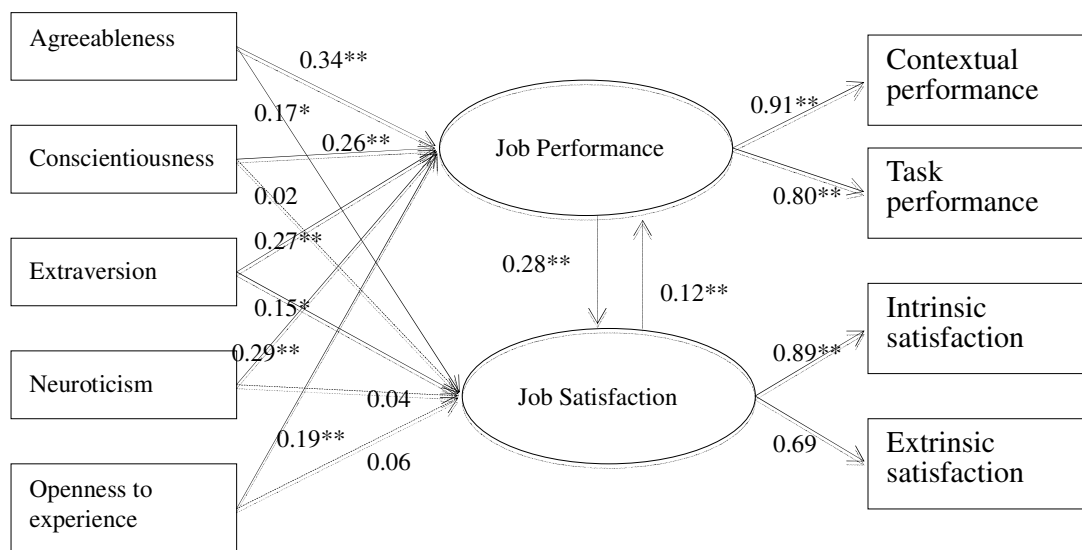 Agreeableness
0.34**
0.17*
Conscientiousness
0.26**
0.02
Extraversion
0.27**
0.15*
Neuroticism
0.29**
0.04
Openness to
experience
0.19**
0.06
Job Performance
0.28**
0.12**
Job Satisfaction
0.91**
0.80**
0.89**
0.69
Contextual
performance
Task
performance
Intrinsic
satisfaction
Extrinsic
satisfaction